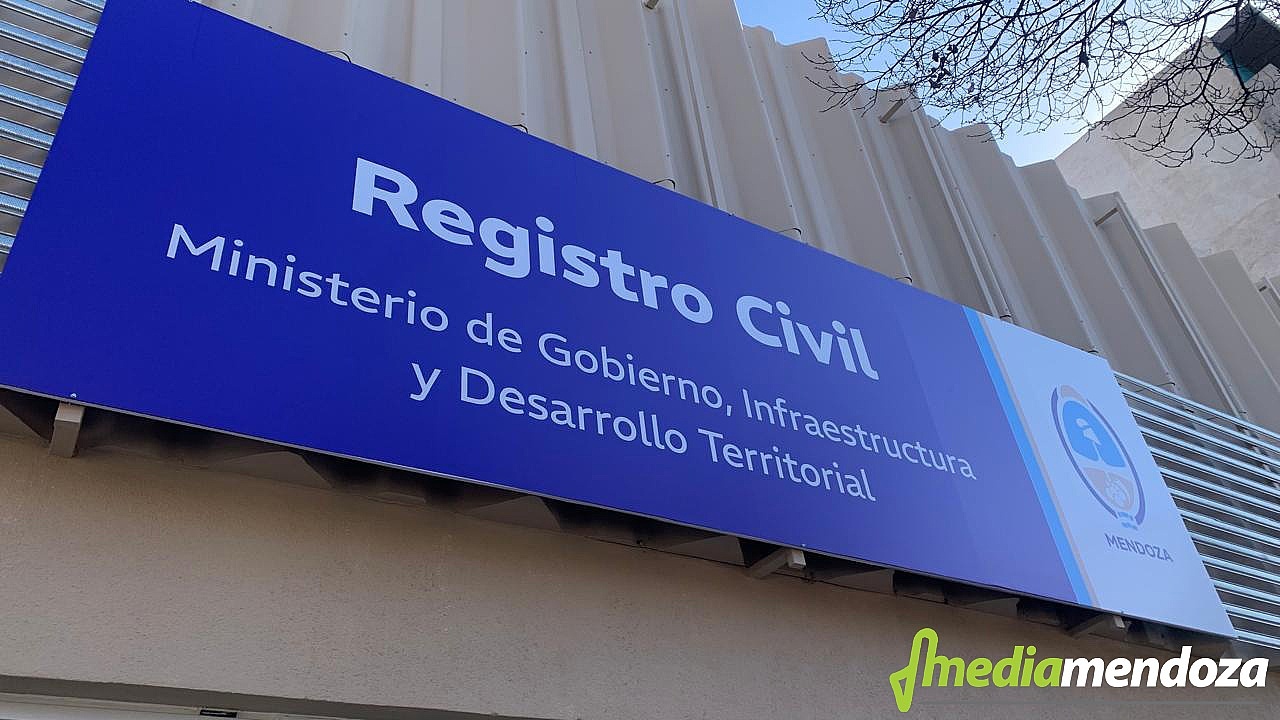 Registro Civil
Ministerio de Gobierno, Infraestructura
y Desarrollo Territorial
MENDOZA
mediamendoza